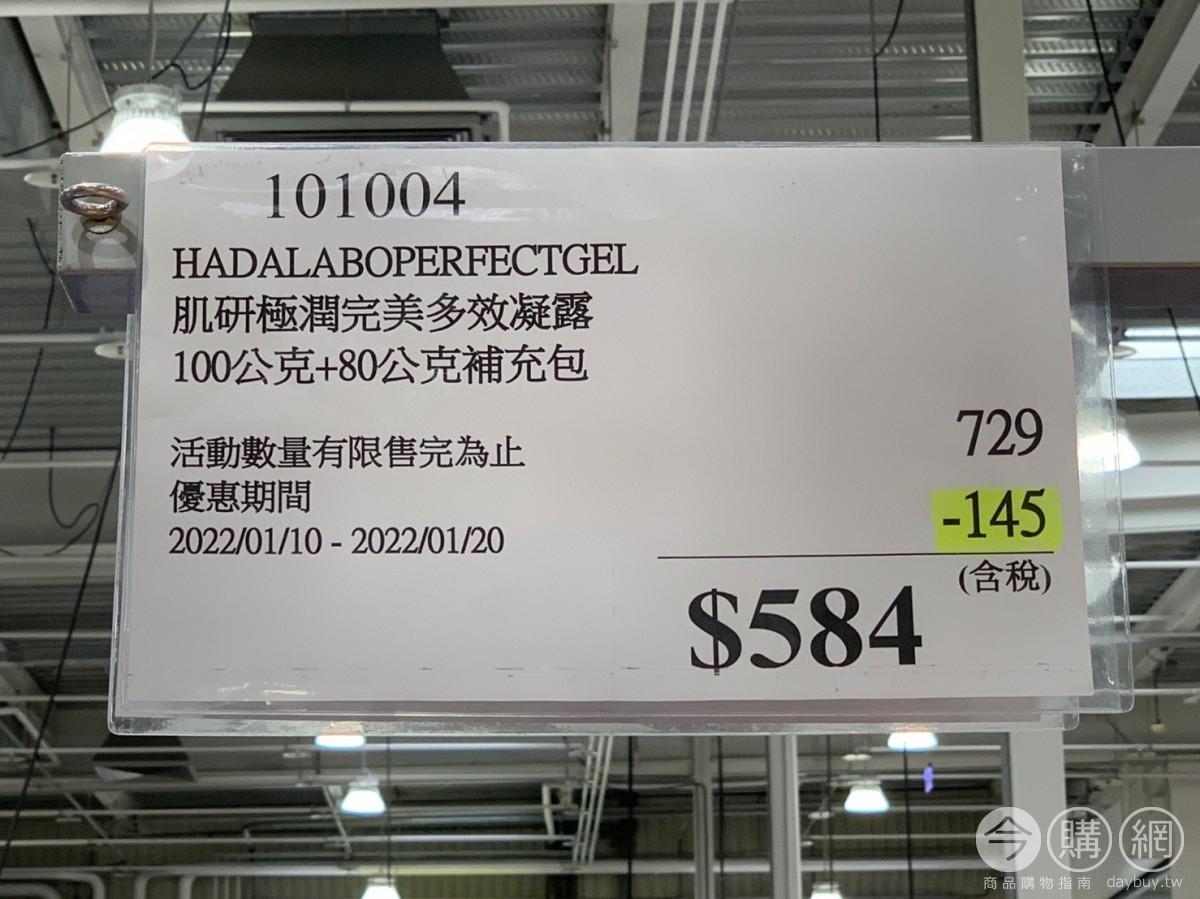 101004
HADALABOPERFECTGEL
肌研極潤完美多效凝露
100公克+80公克補充包
729
活動數量有限售完為止
優惠期間
-145
2022/01/10 - 2022/01/20
(含稅)
$584
今購網
商品購物指南 daybuy.tw